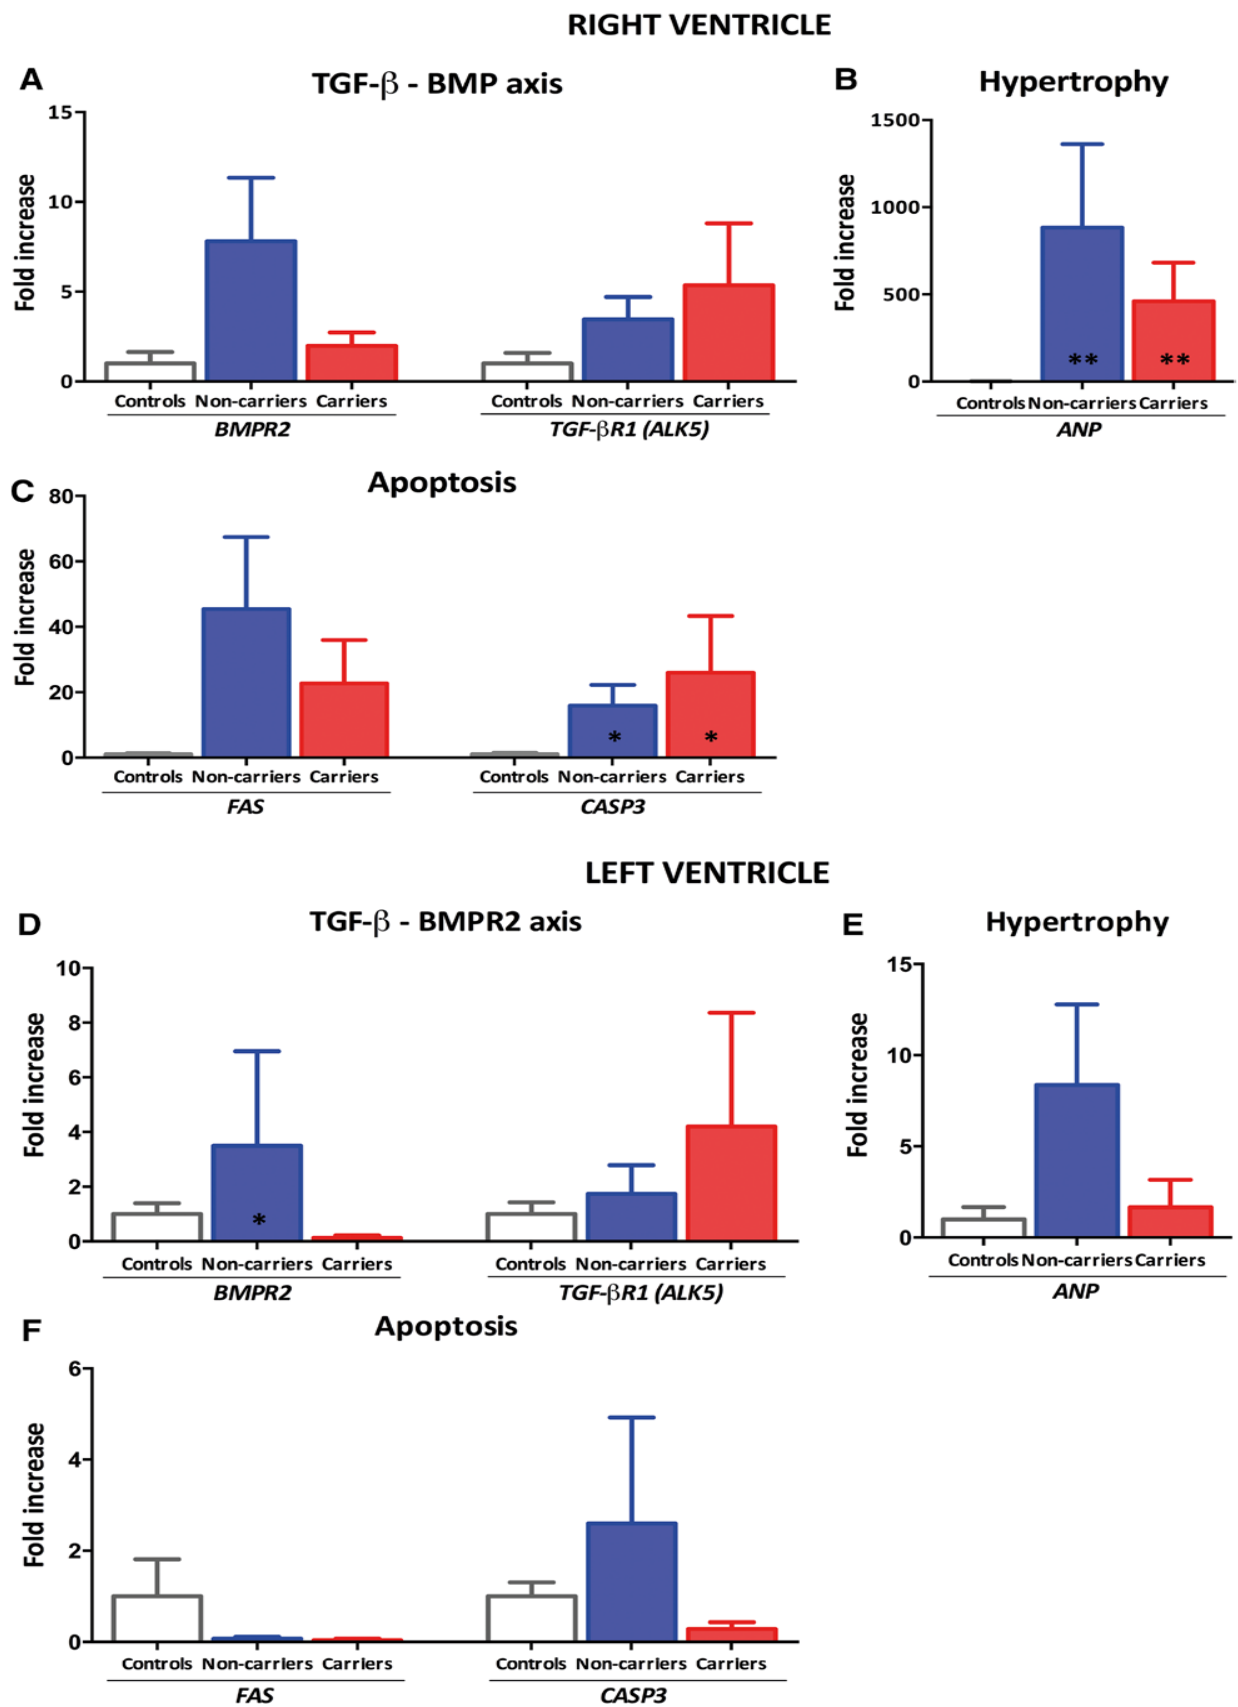 RIGHT VENTRICLE
A
TGF-β - BMP axis
Fold increase
15
10
5
0
Controls Non-carriers Carriers
BMPR2
Controls Non-carriers Carriers
TGF-βR1 (ALK5)
B
Hypertrophy
Fold increase
1500
1000
500
0
** **
Controls Non-carriers Carriers
ANP
C
Apoptosis
Fold increase
80
60
40
20
0
* *
Controls Non-carriers Carriers
FAS
Controls Non-carriers Carriers
CASP3
LEFT VENTRICLE
D
TGF-β - BMPR2 axis
Fold increase
10
8
6
4
2
0
*
Controls Non-carriers Carriers
BMPR2
Controls Non-carriers Carriers
TGF-βR1 (ALK5)
E
Hypertrophy
Fold increase
15
10
5
0
Controls Non-carriers Carriers
ANP
F
Apoptosis
Fold increase
6
4
2
0
Controls Non-carriers Carriers
FAS
Controls Non-carriers Carriers
CASP3